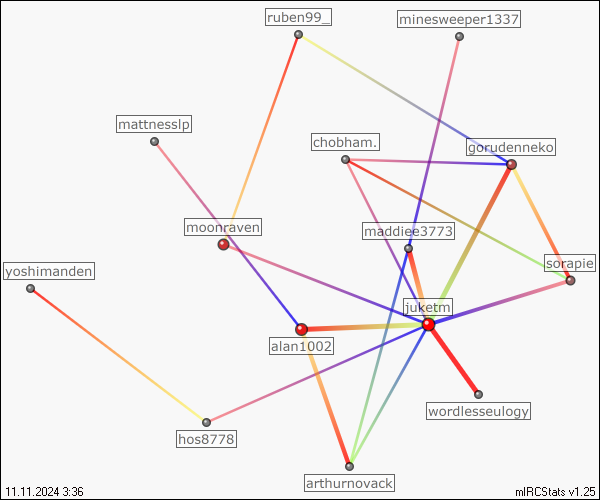 ruben99_
minesweeper1337
mattnesslp
chobham.
gorudenneko
moonraven
maddiee3773
yoshimanden
sorapie
juketm
alan1002
wordlesseulogy
hos8778
arthurnovack
11.11.2024 3:36
mIRCStats v1.25